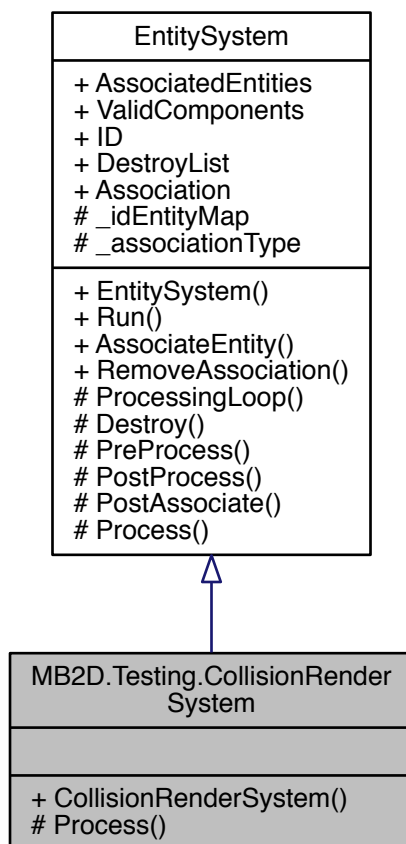 EntitySystem
+ AssociatedEntities
+ ValidComponents
+ ID
+ DestroyList
+ Association
# _idEntityMap
# _associationType
+ EntitySystem()
+ Run()
+ AssociateEntity()
+ RemoveAssociation()
# ProcessingLoop()
# Destroy()
# PreProcess()
# PostProcess()
# PostAssociate()
# Process()
MB2D.Testing.CollisionRender
System
+ CollisionRenderSystem()
# Process()